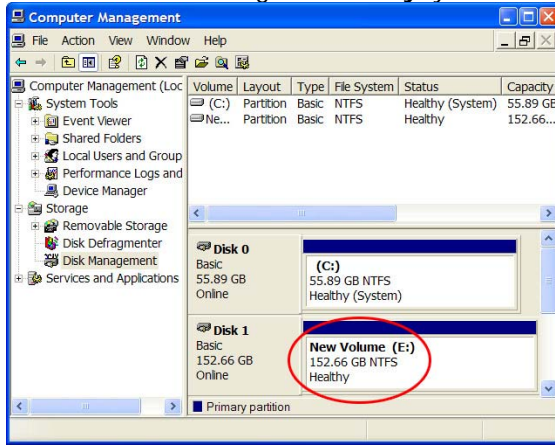 Computer Management
File Action View Window Help
Computer Management (Loc
System Tools
Event Viewer
Shared Folders
Local Users and Group
Performance Logs and
Device Manager
Storage
Removable Storage
Disk Defragmenter
Disk Management
Services and Applications
Volume Layout Type File System Status Capacity
(C:) Partition Basic NTFS Healthy (System) 55.89 GB
Ne... Partition Basic NTFS Healthy 152.66...
Disk 0
Basic
55.89 GB
Online
(C:)
55.89 GB NTFS
Healthy (System)
Disk 1
Basic
152.66 GB
Online
New Volume (E:)
152.66 GB NTFS
Healthy
Primary partition